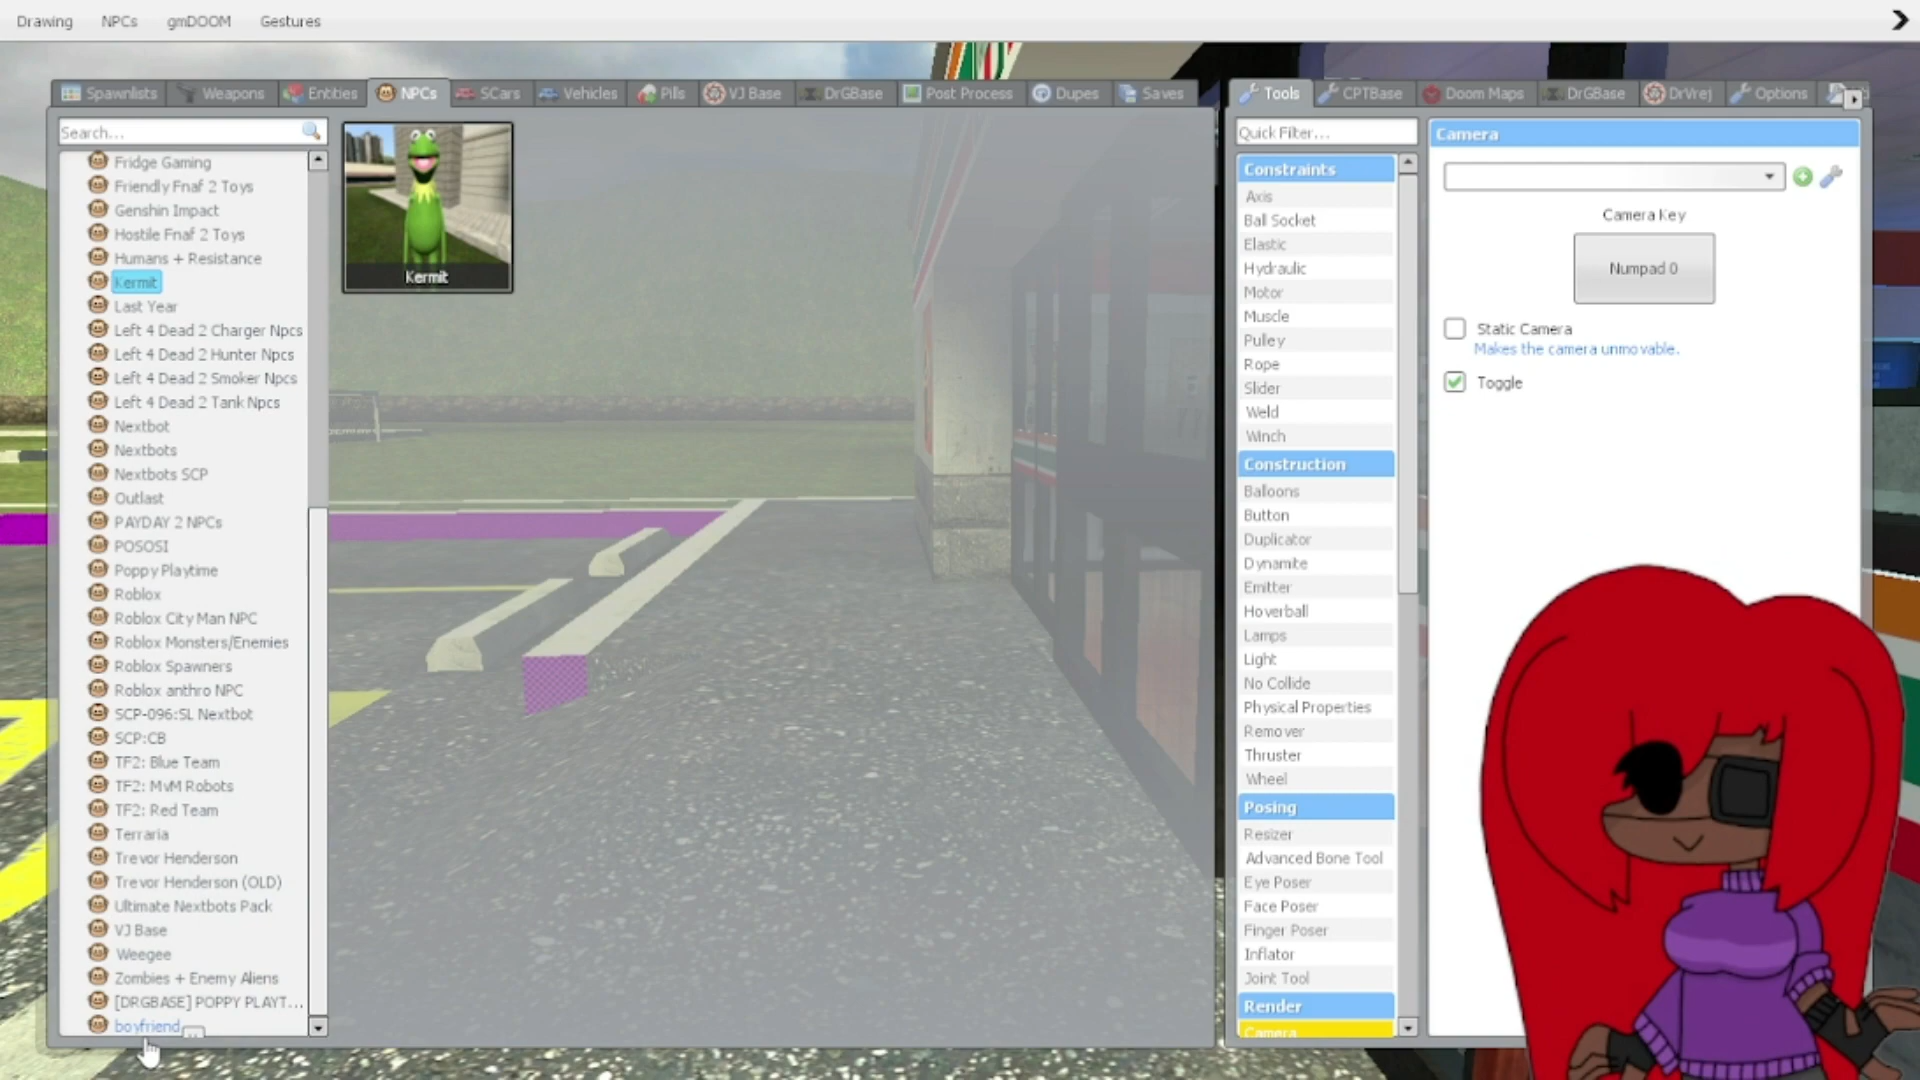 Drawing NPCs gmDOOM Gestures
Spawnlists Weapons Entities NPCs SCars Vehicles Pills VJ Base DrGBase Post Process Dupes Saves
Search...
Fridge Gaming
Friendly Fnaf 2 Toys
Genshin Impact
Hostile Fnaf 2 Toys
Humans + Resistance
Kermit
Last Year
Left 4 Dead 2 Charger Npcs
Left 4 Dead 2 Hunter Npcs
Left 4 Dead 2 Smoker Npcs
Left 4 Dead 2 Tank Npcs
Nextbot
Nextbots
Nextbots SCP
Outlast
PAYDAY 2 NPCs
POSOSI
Poppy Playtime
Roblox
Roblox City Man NPC
Roblox Monsters/Enemies
Roblox Spawners
Roblox anthro NPC
SCP-096:SL Nextbot
SCP:CB
TF2: Blue Team
TF2: MvM Robots
TF2: Red Team
Terraria
Trevor Henderson
Trevor Henderson (OLD)
Ultimate Nextbots Pack
VJ Base
Weegee
Zombies + Enemy Aliens
[DRGBASE] POPPY PLAYT...
boyfriend
Kermit
Tools CPTBase Doom Maps DrGBase DrVrej Options
Quick Filter...
Constraints
Axis
Ball Socket
Elastic
Hydraulic
Motor
Muscle
Pulley
Rope
Slider
Weld
Winch
Construction
Balloons
Button
Duplicator
Dynamite
Emitter
Hoverball
Lamps
Light
No Collide
Physical Properties
Remover
Thruster
Wheel
Posing
Resizer
Advanced Bone Tool
Eye Poser
Face Poser
Finger Poser
Inflator
Joint Tool
Render
Camera
Camera
Camera Key
Numpad 0
Static Camera
Makes the camera unmovable.
Toggle